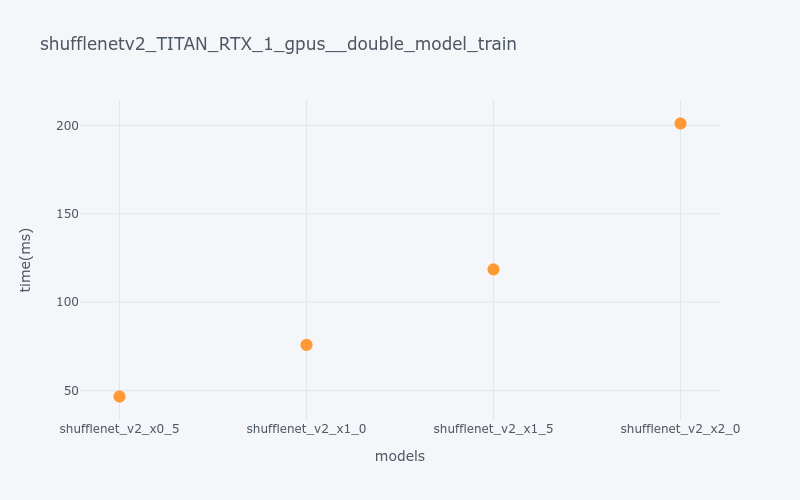 shufflenetv2_TITAN_RTX_1_gpus__double_model_train
time(ms)
200
150
100
50
shufflenet_v2_x0_5 shufflenet_v2_x1_0 shufflenet_v2_x1_5 shufflenet_v2_x2_0
models